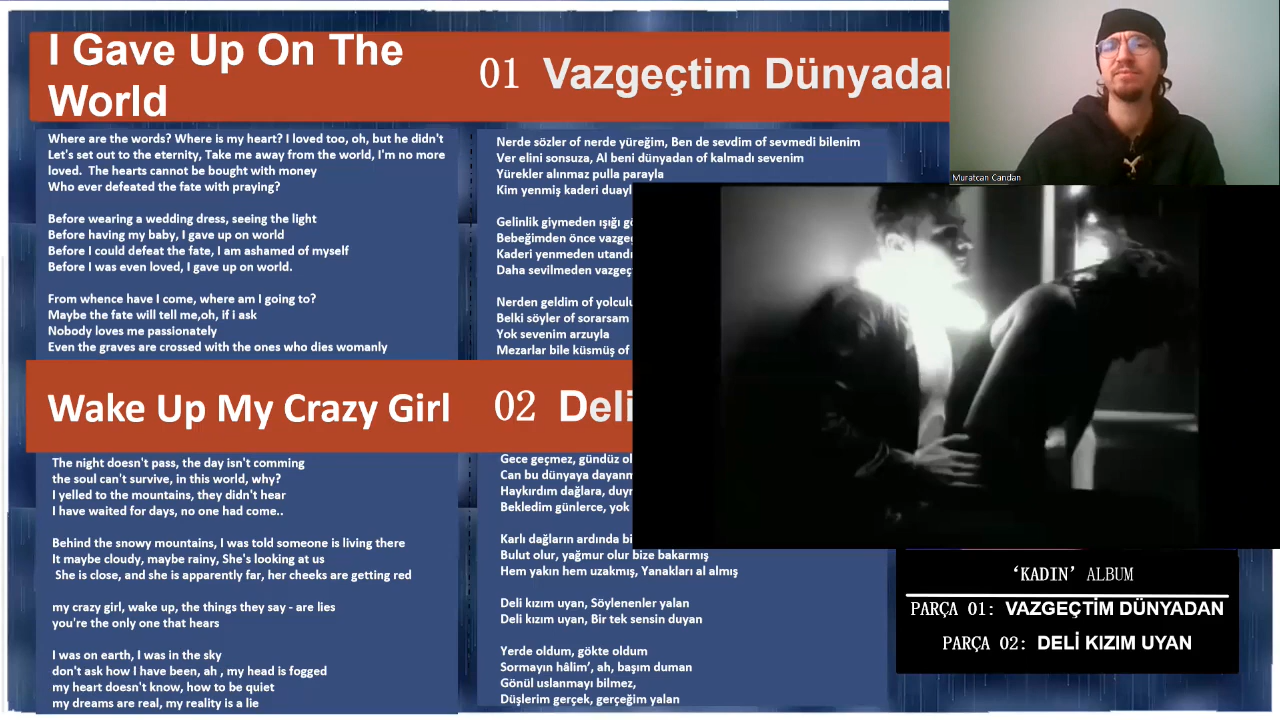 I Gave Up On The
World
Where are the words? Where is my heart? I loved too, oh, but he didn't
Let's set out to the eternity, Take me away from the world, I'm no more
loved. The hearts cannot be bought with money
Who ever defeated the fate with praying?
Before wearing a wedding dress, seeing the light
Before having my baby, I gave up on world
Before I could defeat the fate, I am ashamed of myself
Before I was even loved, I gave up on world.
From whence have I come, where am I going to?
Maybe the fate will tell me,oh, if i ask
Nobody loves me passionately
Even the graves are crossed with the ones who dies womanly
01 Vazgeçtim Dünyadan
Nerde sözler of nerde yüreğim, Ben de sevdim of sevmedi bilenim
Ver elini sonsuza, Al beni dünyadan of kalmadı sevenim
Yürekler alınmaz pulla parayla
Kim yenmiş kaderi duayl
Gelinlik giymeden ışığı gö
Bebeğimden önce vazgeç
Kaderi yenmeden utandı
Daha sevilmeden vazgeç
Nerden geldim of yolculu
Belki söyler of sorarsam
Yok sevenim arzuyla
Mezarlar bile küsmüş of
Muratcan Candan
Wake Up My Crazy Girl
The night doesn't pass, the day isn't comming
the soul can't survive, in this world, why?
I yelled to the mountains, they didn't hear
I have waited for days, no one had come..
Behind the snowy mountains, I was told someone is living there
It maybe cloudy, maybe rainy, She's looking at us
She is close, and she is apparently far, her cheeks are getting red
my crazy girl, wake up, the things they say - are lies
you're the only one that hears
I was on earth, I was in the sky
don't ask how I have been, ah , my head is fogged
my heart doesn't know, how to be quiet
my dreams are real, my reality is a lie
02 Deli
Gece geçmez, gündüz ol
Can bu dünyaya dayanm
Haykırdım dağlara, duyn
Bekledim günlerce, yok
Karlı dağların ardında bi
Bulut olur, yağmur olur bize bakarmış
Hem yakın hem uzakmış, Yanakları al almış
Deli kızım uyan, Söylenenler yalan
Deli kızım uyan, Bir tek sensin duyan
Yerde oldum, gökte oldum
Sormayın hâlim', ah, başım duman
Gönül uslanmayı bilmez,
Düşlerim gerçek, gerçeğim yalan
‘KADIN’ ALBUM
PARÇA 01: VAZGEÇTİM DÜNYADAN
PARÇA 02: DELİ KIZIM UYAN